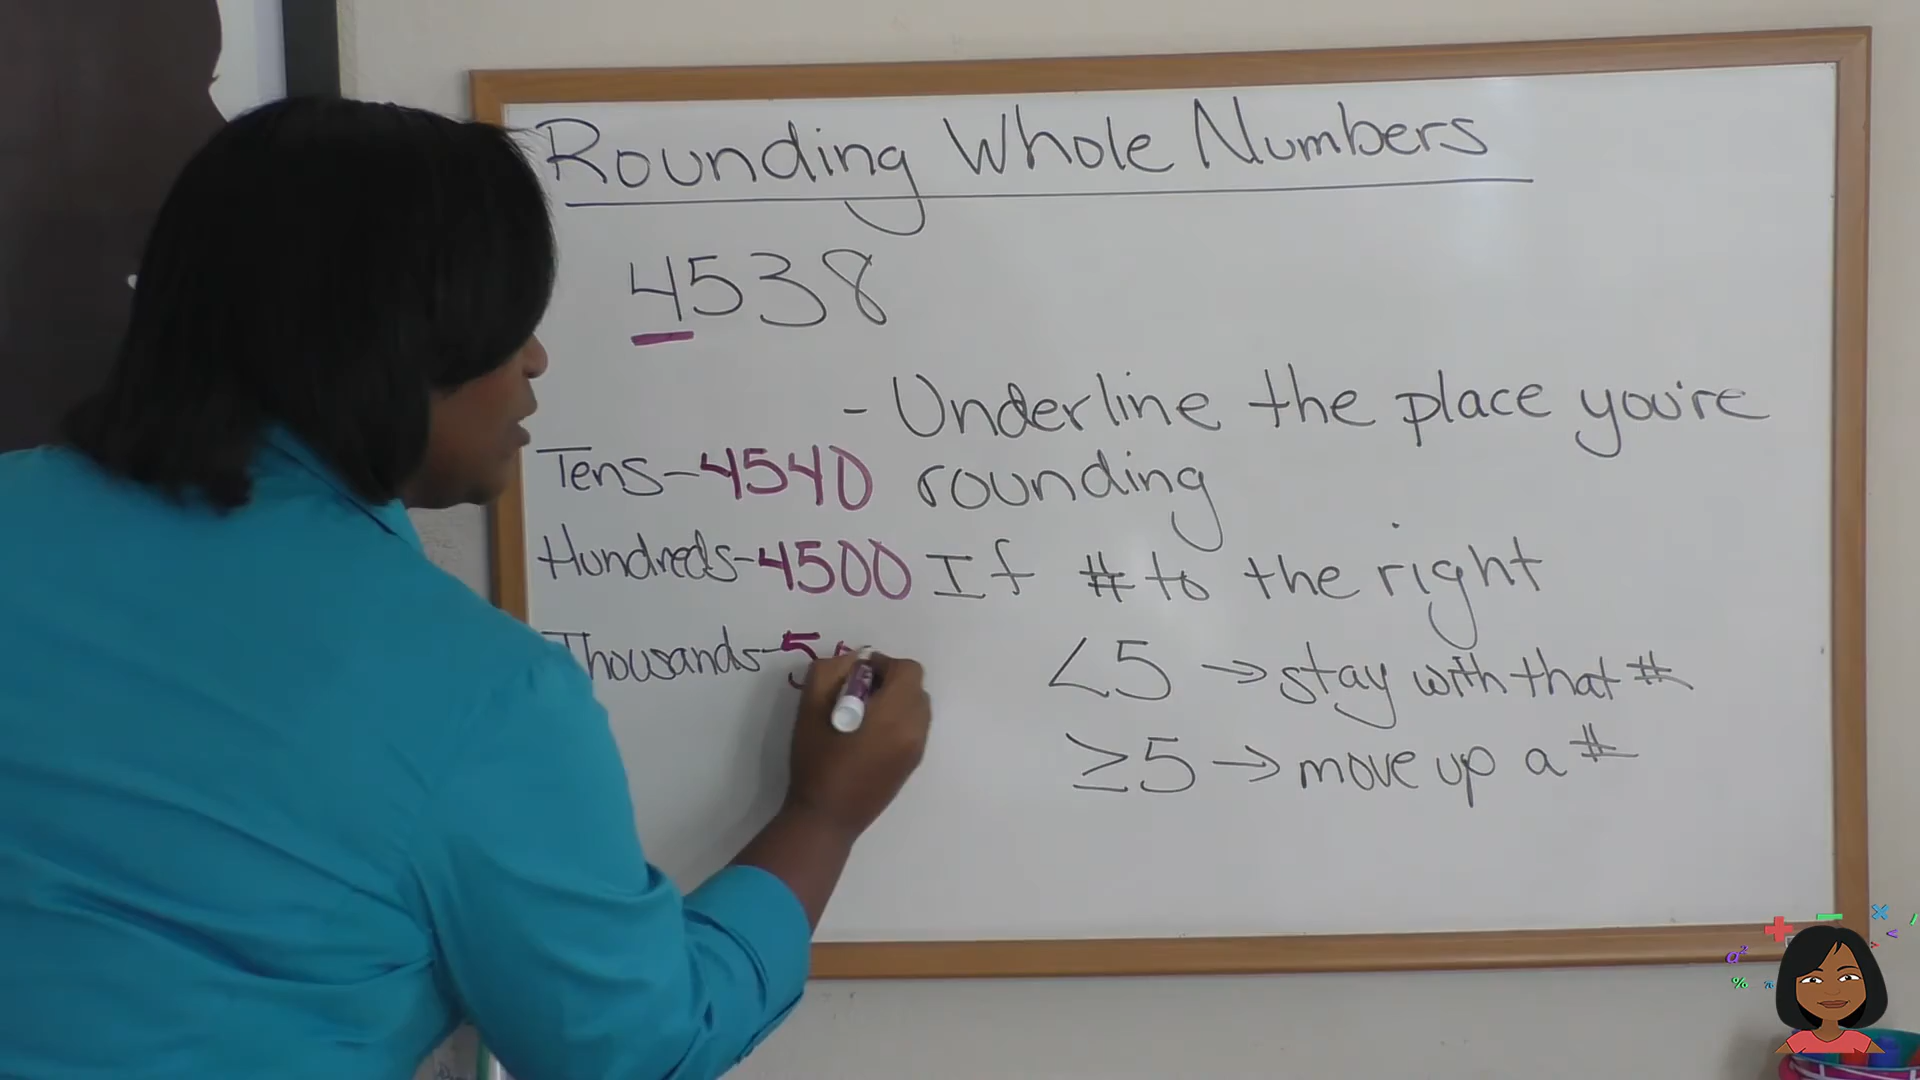 Rounding Whole Numbers
4538
- Underline the place you're
rounding
Tens-4540
Hundreds-4500
Thousands-5
If # to the right
<5 → stay with that #
≥5 → move up a #